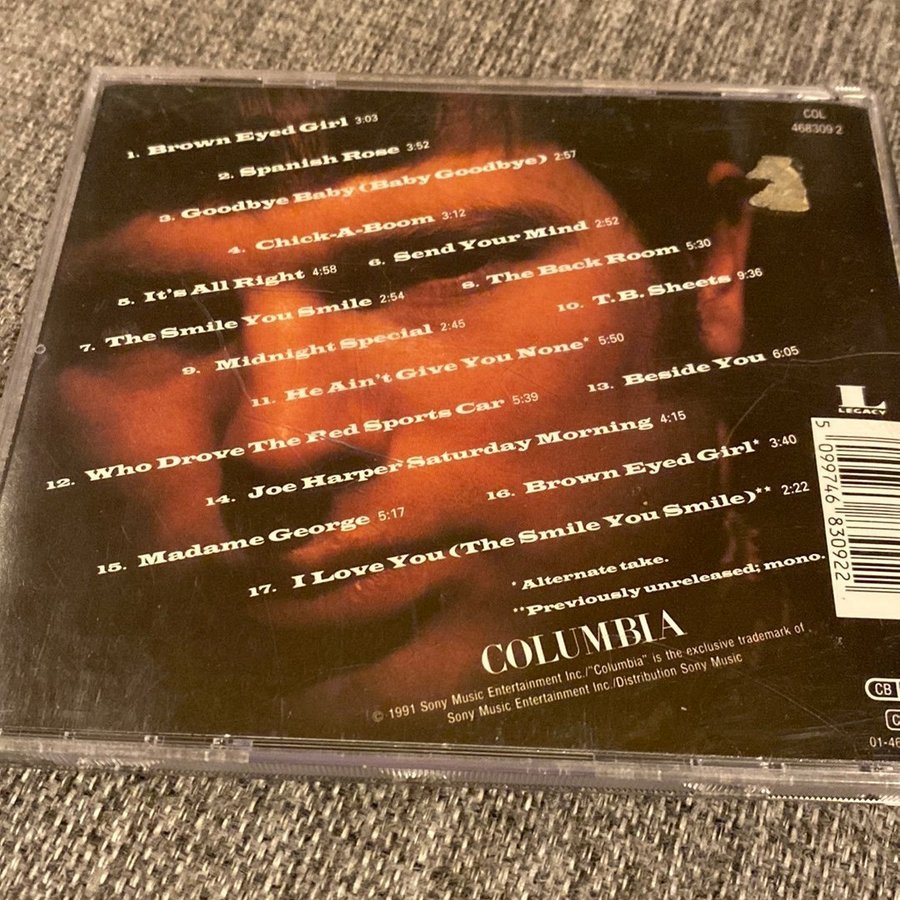 COL
468309 2
1. Brown Eyed Girl 3:03
2. Spanish Rose 3:52
3. Goodbye Baby (Baby Goodbye) 2:57
4. Chick-A-Boom 3:12
5. It's All Right 4:58
6. Send Your Mind 2:52
7. The Smile You Smile 2:54
8. The Back Room 5:30
9. Midnight Special 2:45
10. T.B. Sheets 9:36
11. He Ain't Give You None* 5:50
12. Who Drove The Red Sports Car 5:39
13. Beside You 6:05
14. Joe Harper Saturday Morning 4:15
15. Madame George 5:17
16. Brown Eyed Girl* 3:40
17. I Love You (The Smile You Smile)** 2:22
* Alternate take.
**Previously unreleased; mono.
L
LEGACY
5 099746 830922
COLUMBIA
© 1991 Sony Music Entertainment Inc./"Columbia" is the exclusive trademark of
Sony Music Entertainment Inc./Distribution Sony Music
CB
01-46